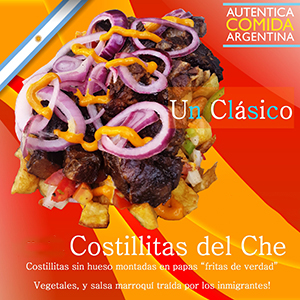 AUTENTICA
COMIDA
ARGENTINA
Un Clásico
Costillitas del Che
Costillitas sin hueso montadas en papas "fritas de verdad"
Vegetales, y salsa marroquí traída por los inmigrantes!